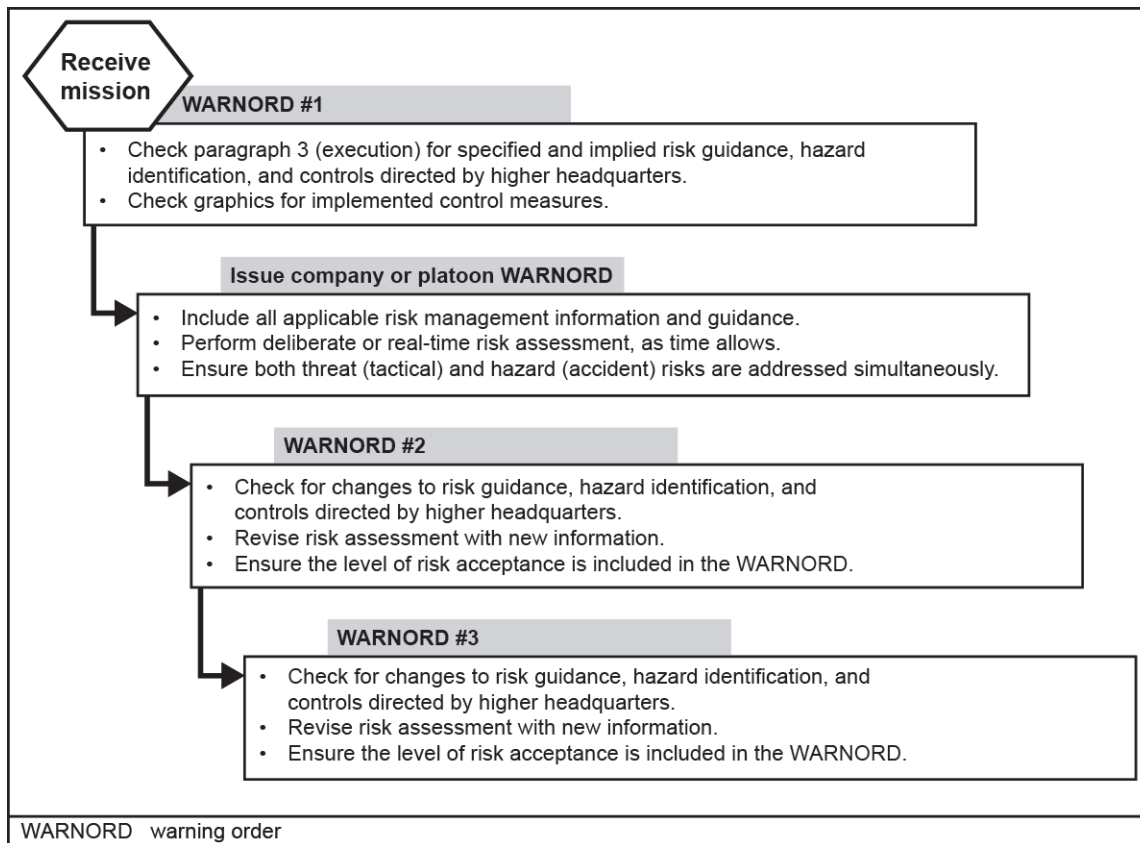 Receive
mission
WARNORD #1
• Check paragraph 3 (execution) for specified and implied risk guidance, hazard
identification, and controls directed by higher headquarters.
• Check graphics for implemented control measures.
Issue company or platoon WARNORD
• Include all applicable risk management information and guidance.
• Perform deliberate or real-time risk assessment, as time allows.
• Ensure both threat (tactical) and hazard (accident) risks are addressed simultaneously.
WARNORD #2
• Check for changes to risk guidance, hazard identification, and
controls directed by higher headquarters.
• Revise risk assessment with new information.
• Ensure the level of risk acceptance is included in the WARNORD.
WARNORD #3
• Check for changes to risk guidance, hazard identification, and
controls directed by higher headquarters.
• Revise risk assessment with new information.
• Ensure the level of risk acceptance is included in the WARNORD.
WARNORD warning order